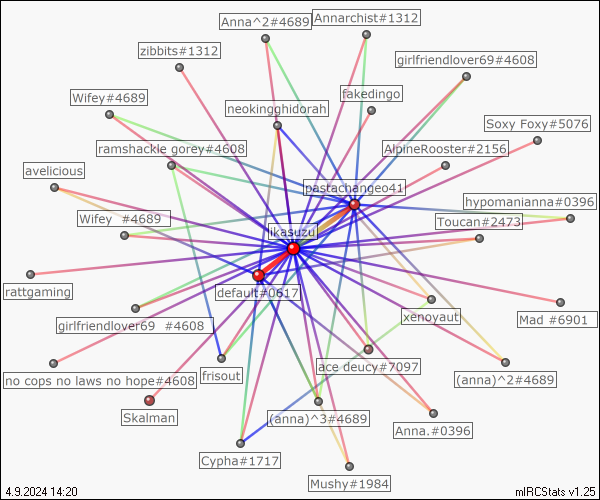 Anna^2#4689
Annarchist#1312
zibbits#1312
girlfriendlover69#4608
Wifey#4689
fakedingo
neokingghidorah
Soxy Foxy#5076
ramshackle gorey#4608
AlpineRooster#2156
avelicious
pastachangeo41
hypomanianna#0396
Wifey  #4689
Toucan#2473
ikasuzu
rattgaming
default#0617
xenoyaut
girlfriendlover69  #4608
Mad #6901
no cops no laws no hope#4608
frisout
ace deucy#7097
(anna)^2#4689
Skalman
(anna)^3#4689
Anna.#0396
Cypha#1717
Mushy#1984
4.9.2024 14:20
mIRCStats v1.25